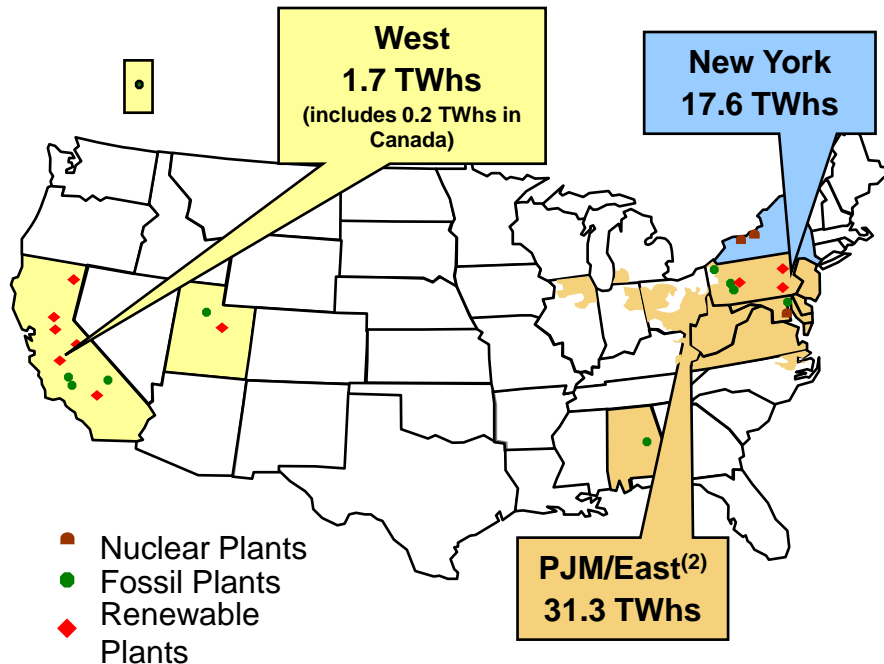 West
1.7 TWhs
(includes 0.2 TWhs in
Canada)
New York
17.6 TWhs
PJM/East(2)
31.3 TWhs
Nuclear Plants
Fossil Plants
Renewable
Plants